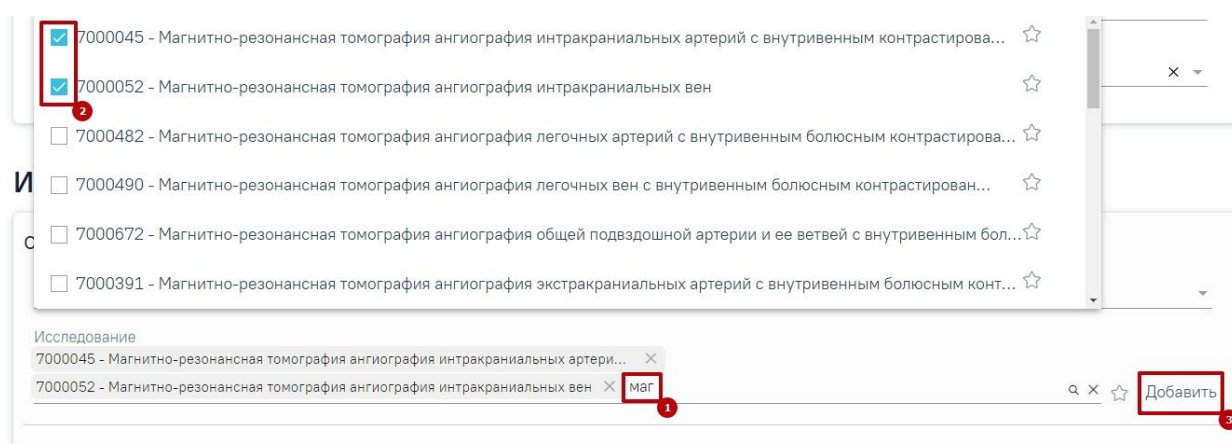 7000045 - Магнитно-резонансная томография ангиография интракраниальных артерий с внутривенным контрастирова...
7000052 - Магнитно-резонансная томография ангиография интракраниальных вен
2
7000482 - Магнитно-резонансная томография ангиография легочных артерий с внутривенным болюсным контрастирова...
7000490 - Магнитно-резонансная томография ангиография легочных вен с внутривенным болюсным контрастирован...
7000672 - Магнитно-резонансная томография ангиография общей подвздошной артерии и ее ветвей с внутривенным бол...
7000391 - Магнитно-резонансная томография ангиография экстракраниальных артерий с внутривенным болюсным конт...
Исследование
7000045 - Магнитно-резонансная томография ангиография интракраниальных артери...
7000052 - Магнитно-резонансная томография ангиография интракраниальных вен маг
Добавить
1
3